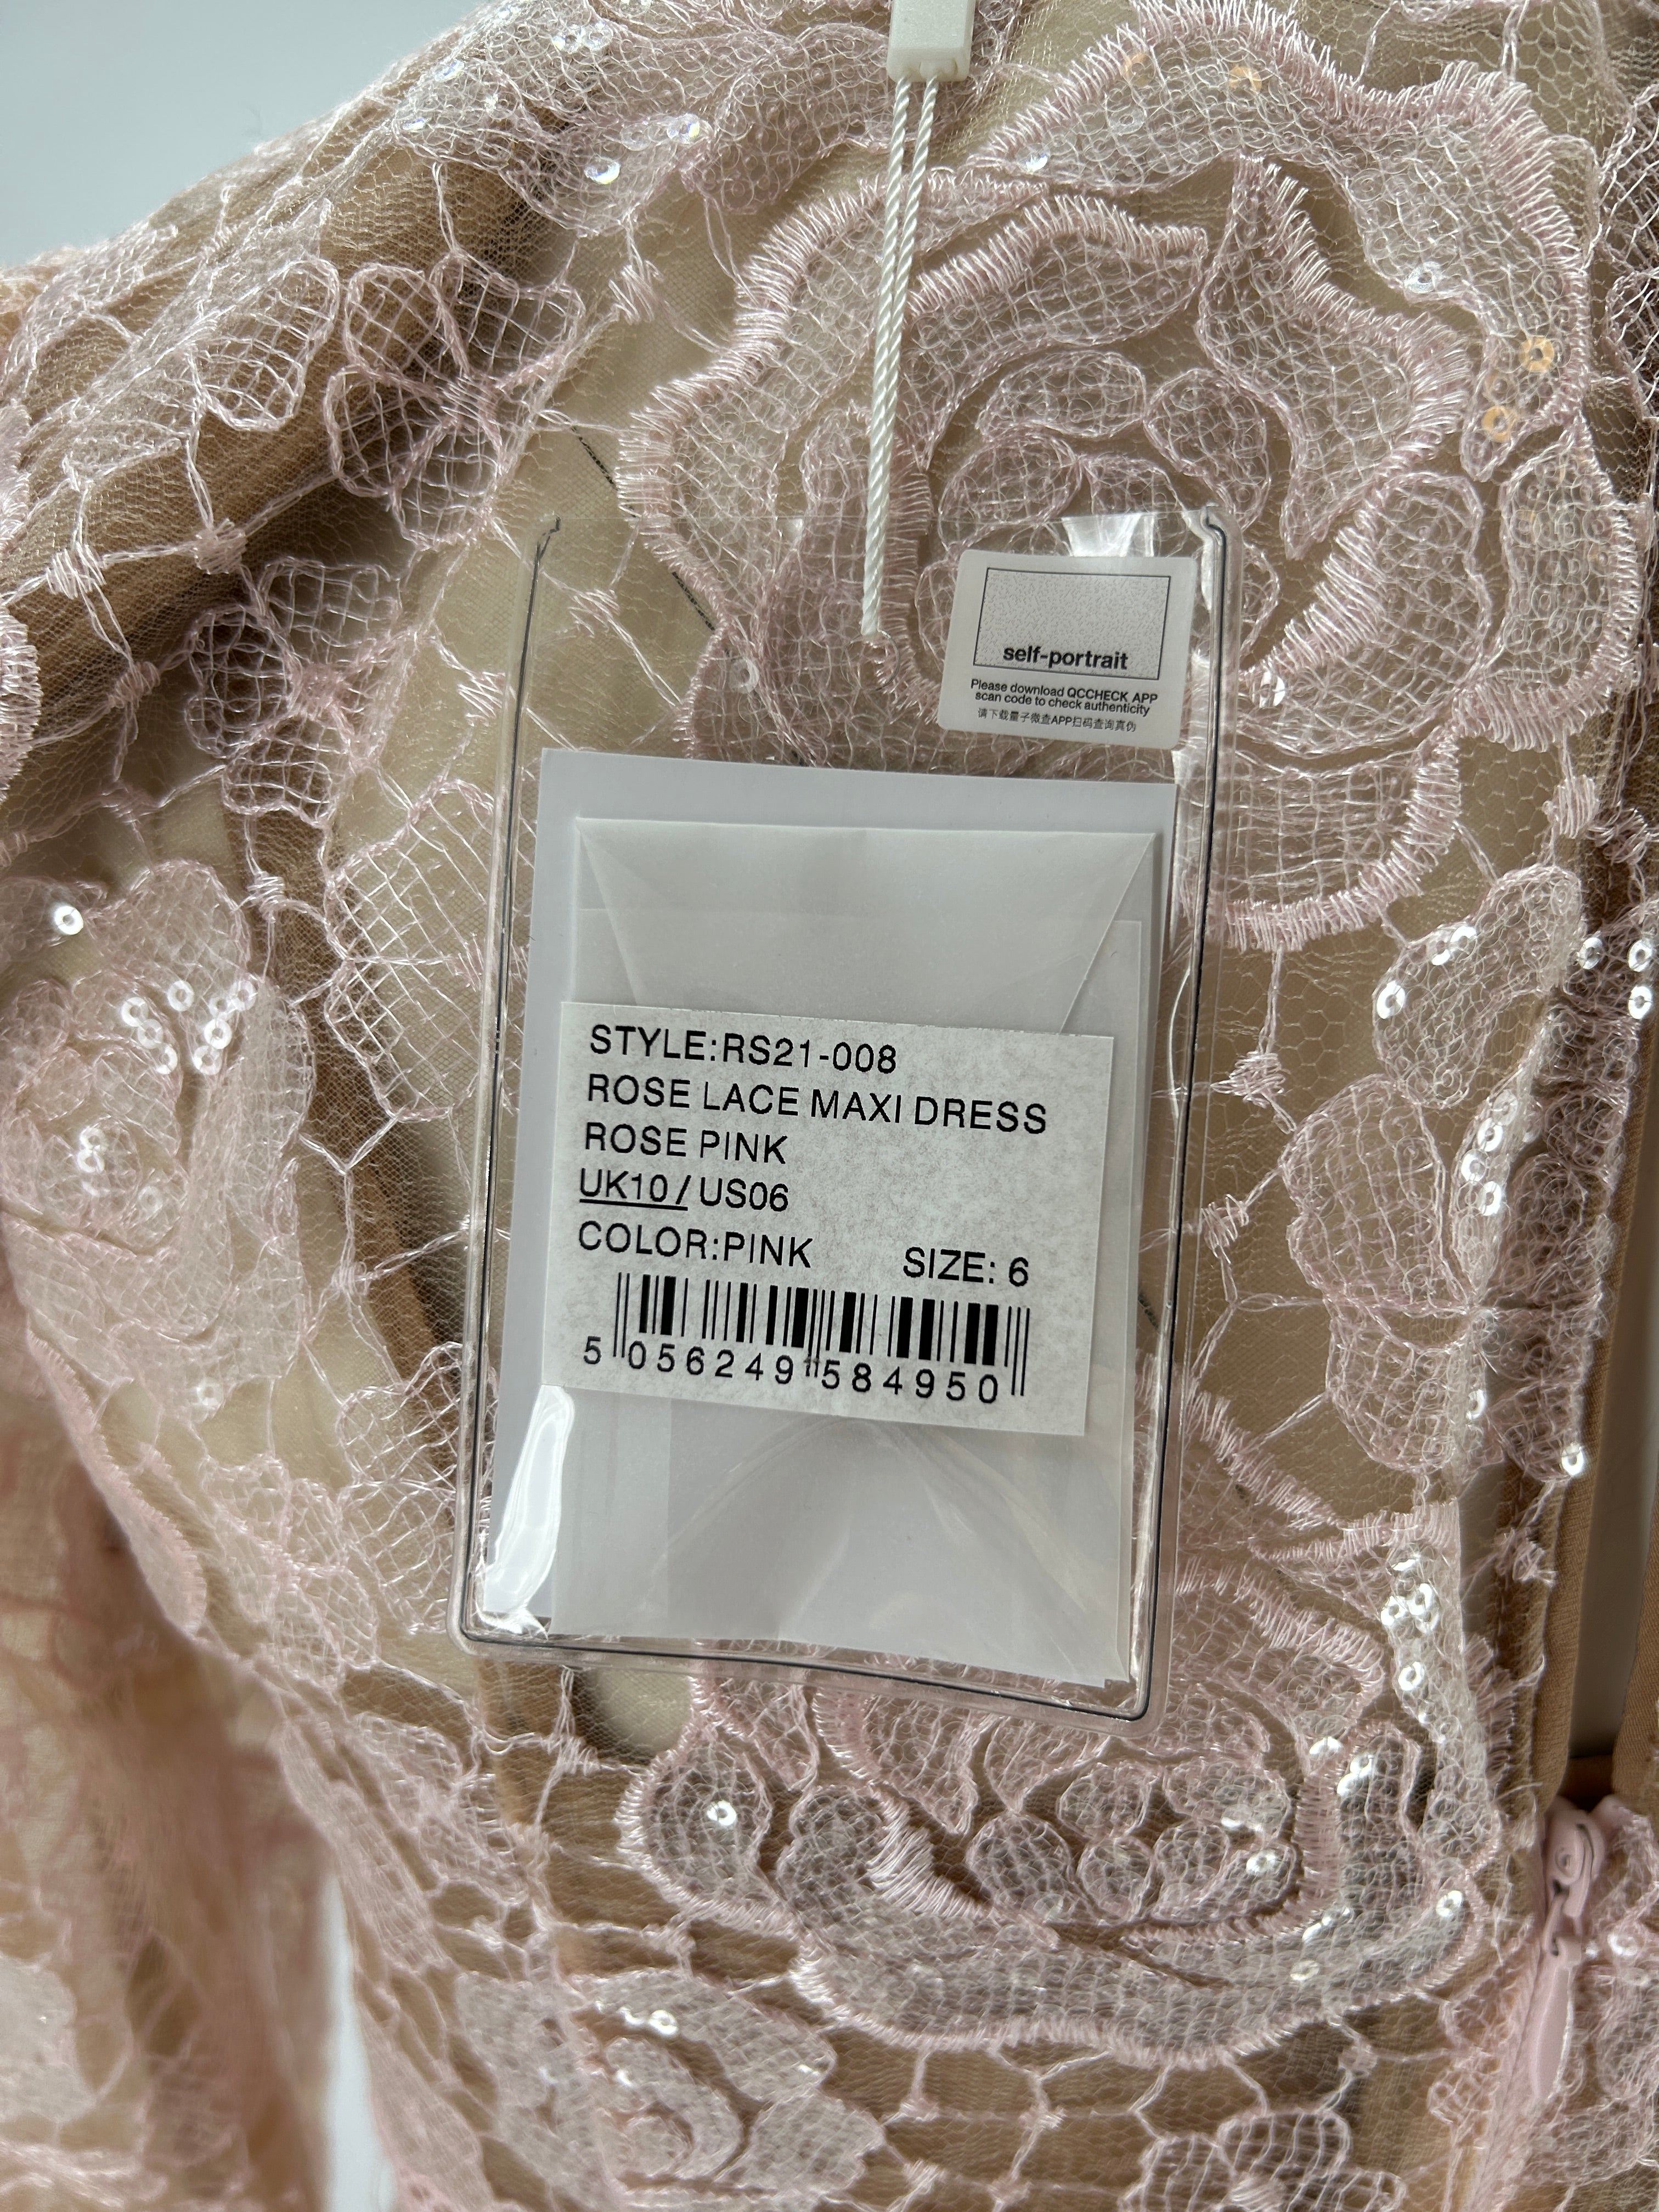 self-portrait
Please download QCCHECK APP
scan code to check authenticity
请下载量子微查APP扫码查询真伪
STYLE:RS21-008
ROSE LACE MAXI DRESS
ROSE PINK
UK10/US06
COLOR:PINK SIZE: 6
5 056249 584950